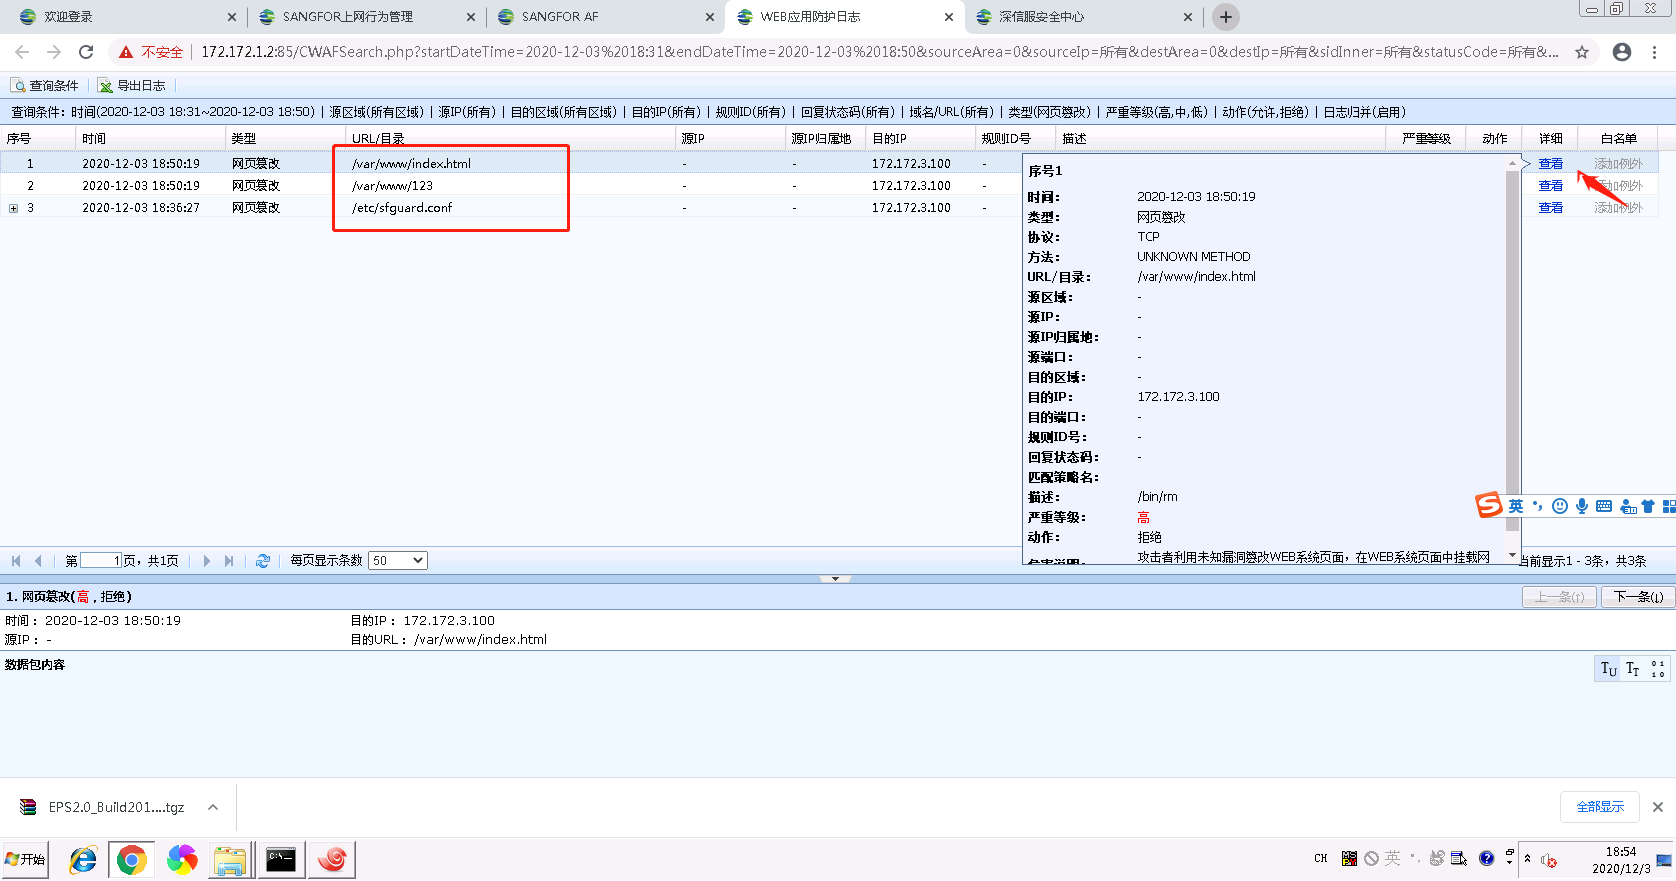 欢迎登录
SANGFOR上网行为管理
SANGFOR AF
WEB应用防护日志
深信服安全中心
不安全 172.172.1.2:85/CWAFSearch.php?startDateTime=2020-12-03%2018:31&endDateTime=2020-12-03%2018:50&sourceArea=0&sourceIp=所有&destArea=0&destIp=所有&sidInner=所有&statusCode=所有&...
查询条件 导出日志
查询条件：时间(2020-12-03 18:31~2020-12-03 18:50) | 源区域(所有区域) | 源IP(所有) | 目的区域(所有区域) | 目的IP(所有) | 规则ID(所有) | 回复状态码(所有) | 域名/URL(所有) | 类型(网页篡改) | 严重等级(高,中,低) | 动作(允许,拒绝) | 日志归并(启用)
序号 时间 类型 URL/目录 源IP 源IP归属地 目的IP 规则ID号 描述 严重等级 动作 详细 白名单
1 2020-12-03 18:50:19 网页篡改 /var/www/index.html - - 172.172.3.100 - 查看 添加例外
2 2020-12-03 18:50:19 网页篡改 /var/www/123 - - 172.172.3.100 - 查看 添加例外
3 2020-12-03 18:36:27 网页篡改 /etc/sfguard.conf - - 172.172.3.100 - 查看 添加例外
序号1
时间： 2020-12-03 18:50:19
类型： 网页篡改
协议： TCP
方法： UNKNOWN METHOD
URL/目录： /var/www/index.html
源区域： -
源IP： -
源IP归属地： -
源端口： -
目的区域： -
目的IP： 172.172.3.100
目的端口： -
规则ID号： -
回复状态码： -
匹配策略名：
描述： /bin/rm
严重等级： 高
动作： 拒绝
危害说明： 攻击者利用未知漏洞篡改WEB系统页面，在WEB系统页面中挂载网
英
第 1 页，共1页 每页显示条数 50 当前显示1 - 3条，共3条
1. 网页篡改(高 , 拒绝) 上一条(↑) 下一条(↓)
时间： 2020-12-03 18:50:19 目的IP： 172.172.3.100
源IP： - 目的URL： /var/www/index.html
数据包内容
EPS2.0_Build201....tgz 全部显示
开始 CH 英 18:54
2020/12/3